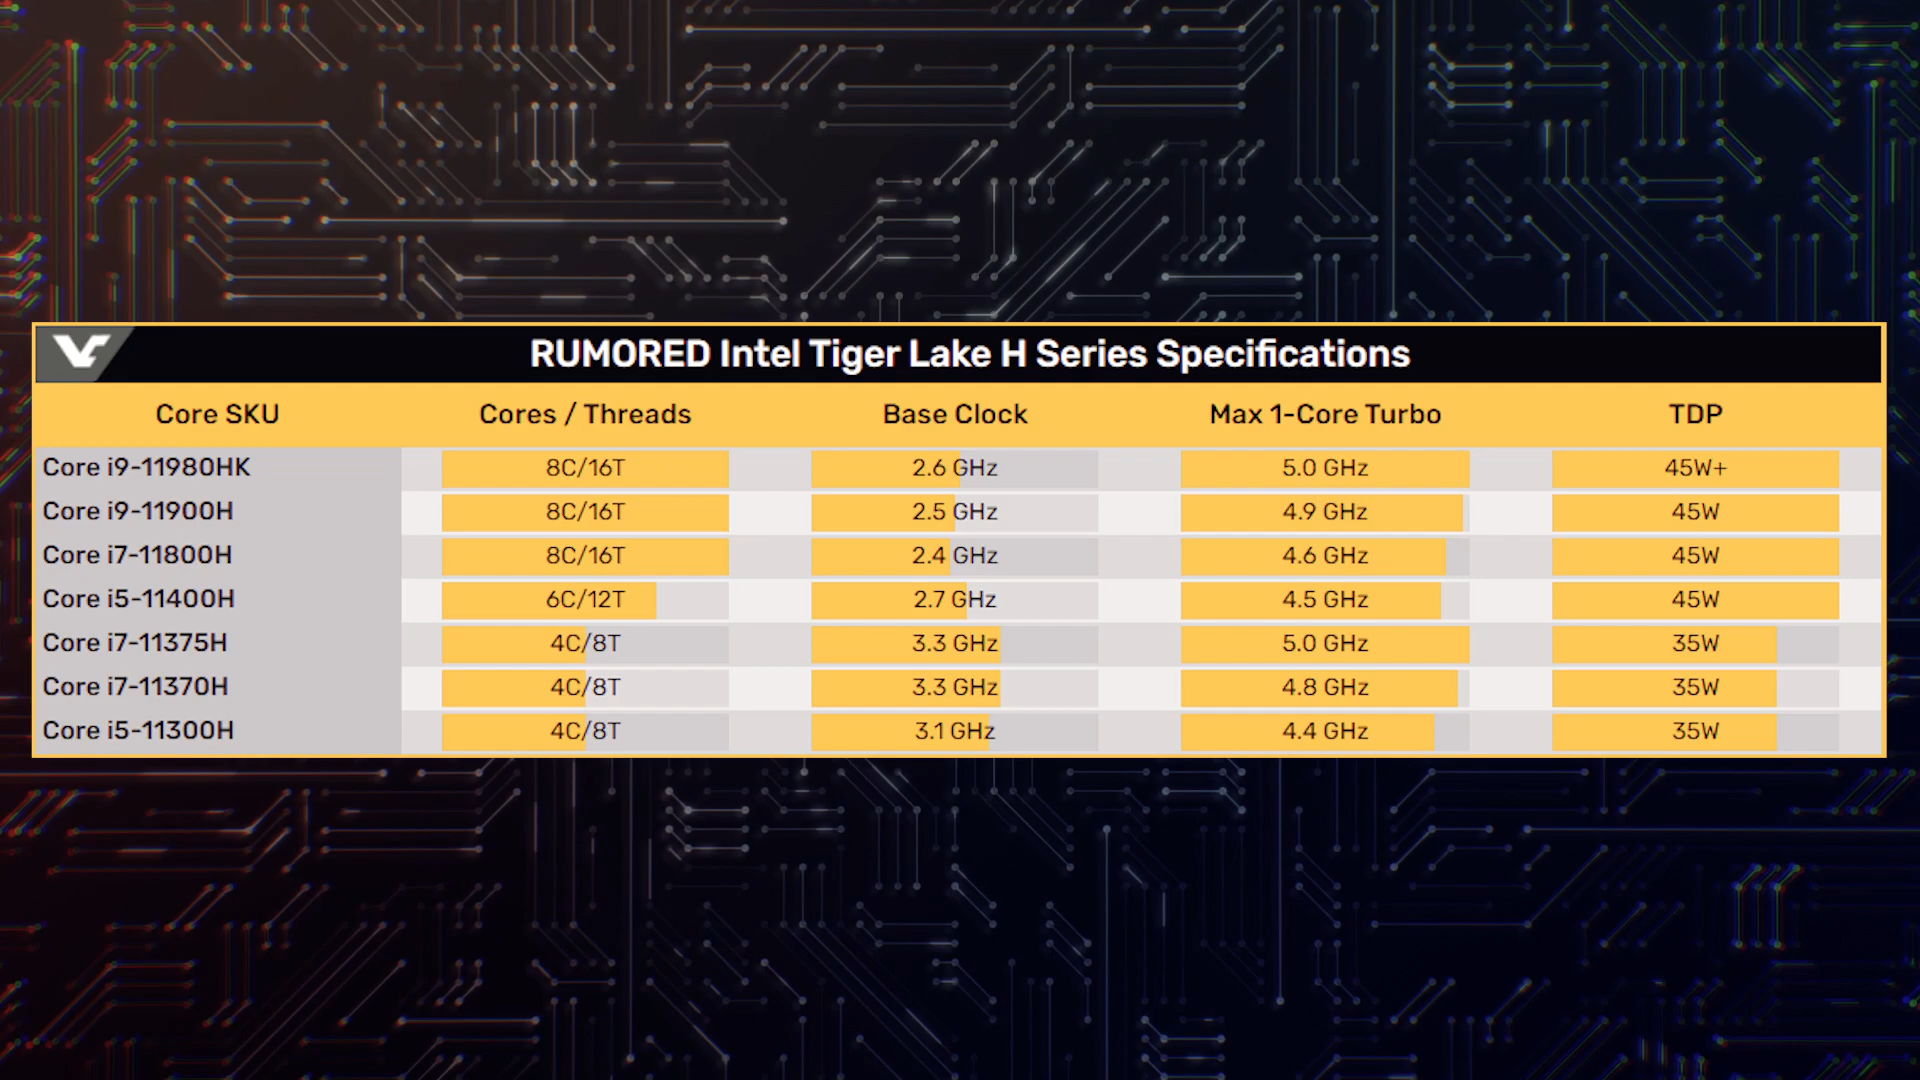 RUMORED Intel Tiger Lake H Series Specifications
Core SKU Cores / Threads Base Clock Max 1-Core Turbo TDP
Core i9-11980HK 8C/16T 2.6 GHz 5.0 GHz 45W+
Core i9-11900H 8C/16T 2.5 GHz 4.9 GHz 45W
Core i7-11800H 8C/16T 2.4 GHz 4.6 GHz 45W
Core i5-11400H 6C/12T 2.7 GHz 4.5 GHz 45W
Core i7-11375H 4C/8T 3.3 GHz 5.0 GHz 35W
Core i7-11370H 4C/8T 3.3 GHz 4.8 GHz 35W
Core i5-11300H 4C/8T 3.1 GHz 4.4 GHz 35W